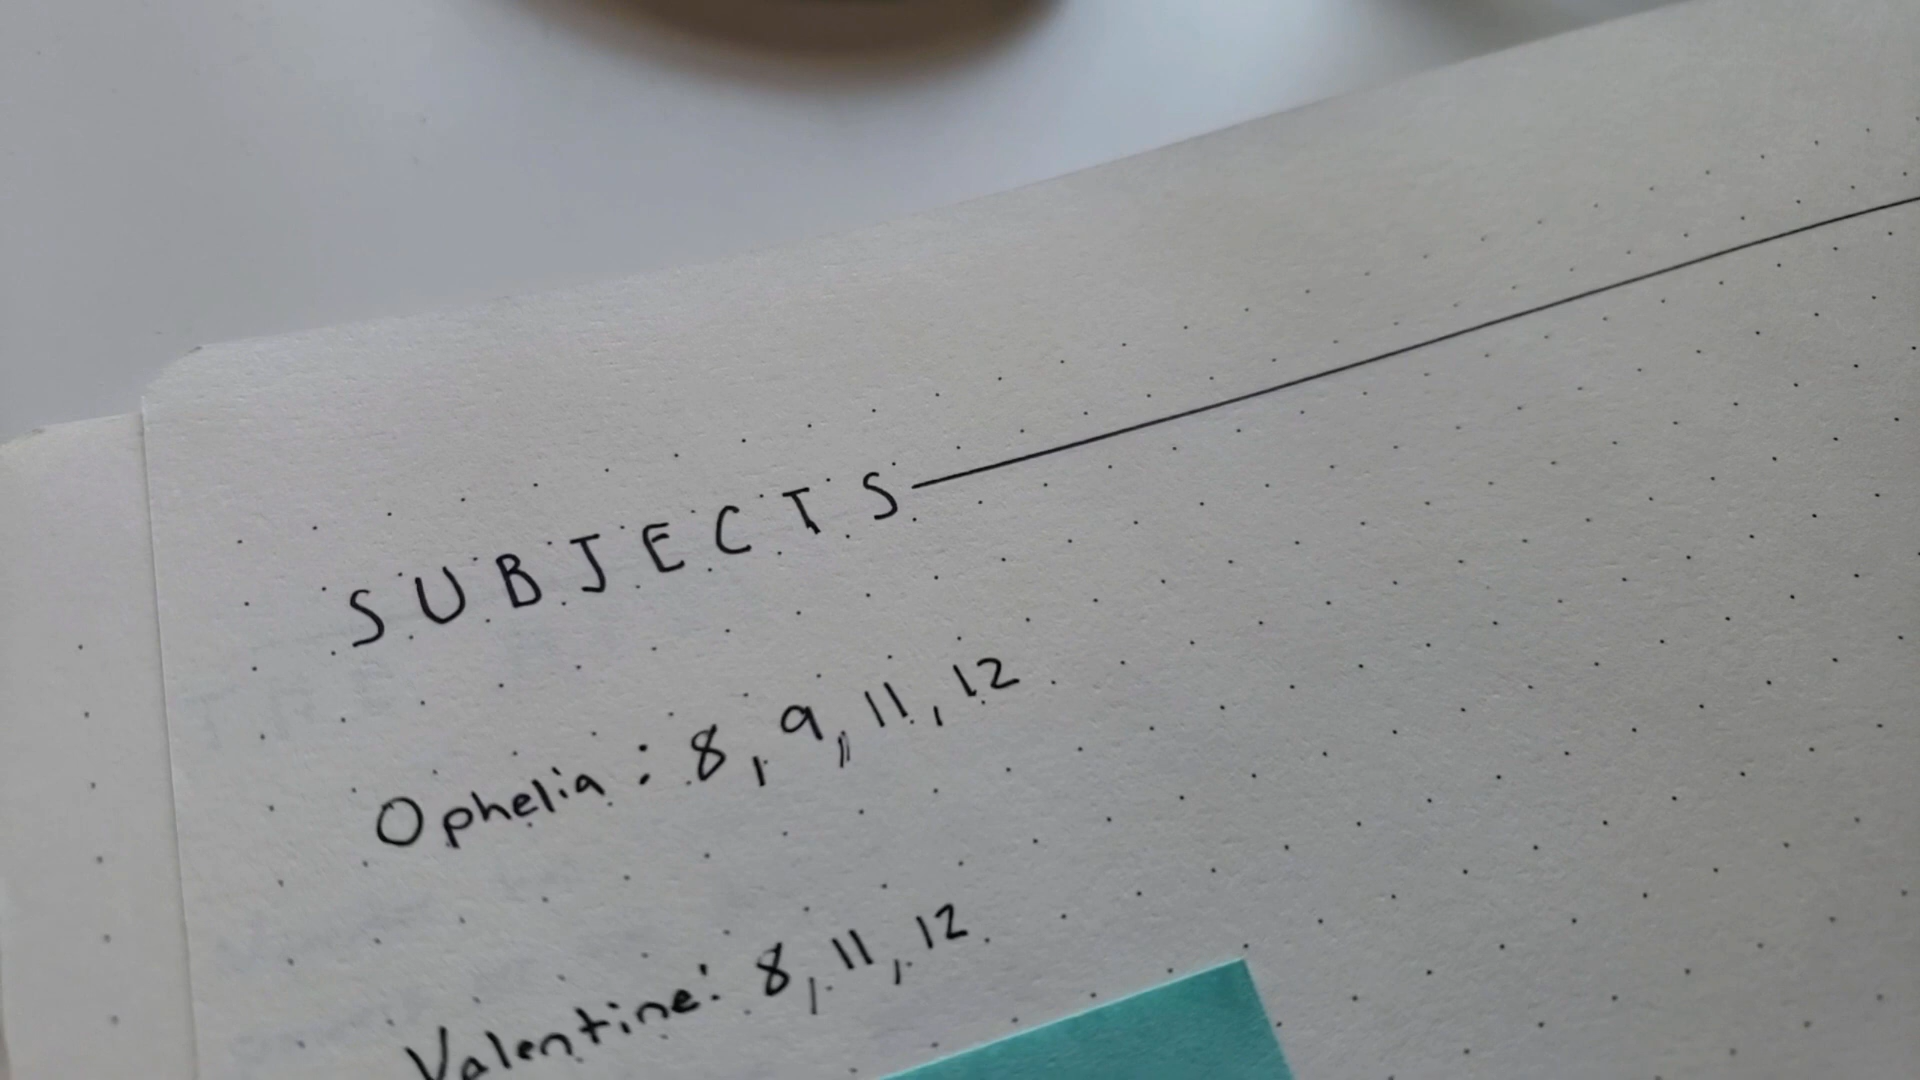 SUBJECTS
Ophelia: 8, 9, 11, 12
Valentine: 8, 11, 12